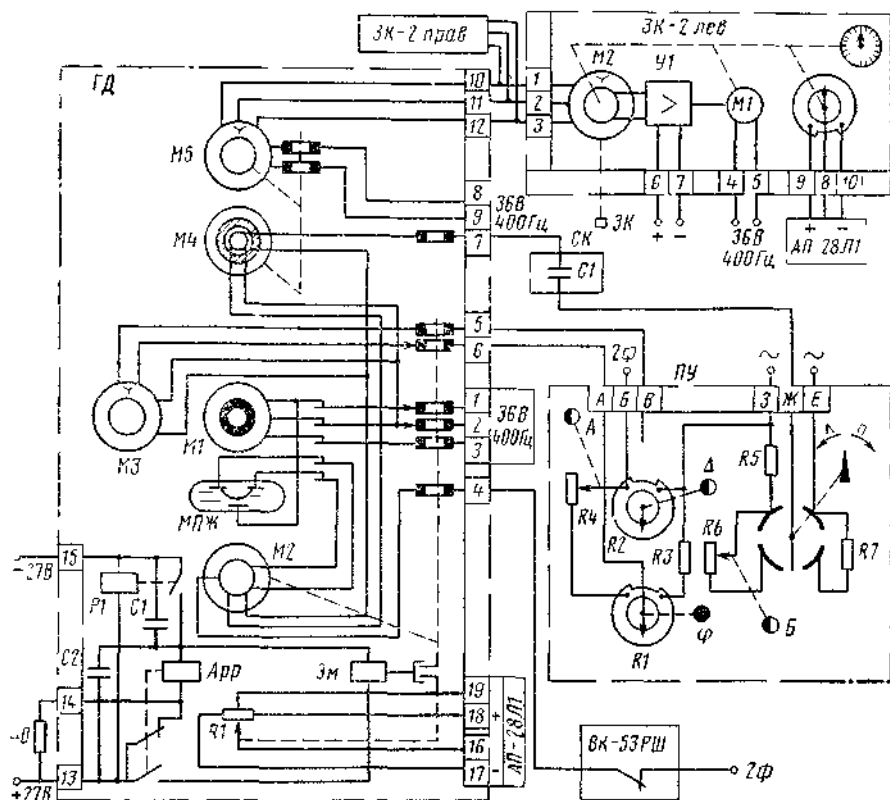 ЗК-2 прав
ЗК-2 лев
М2
У1
М1
1
2
3
6
7
4
5
9
8
10
+
−
ЗК
36В
400Гц
+
−
АП 28Л1
ГД
10
11
12
М5
8
9
36В
400Гц
7
М4
СК
С1
5
6
М3
М1
1
2
3
36В
400Гц
4
МПЖ
М2
2Ф
ПУ
~
~
А
Б
В
З
Ж
Е
А
Д
R5
Л
П
R4
R2
R3
R6
R7
R1
Ф
Б
15
−27В
Р1
С1
С2
Арр
Эм
14
13
+27В
R1
19
18
16
17
+
−
АП-28Л1
ВК-53РШ
2Ф